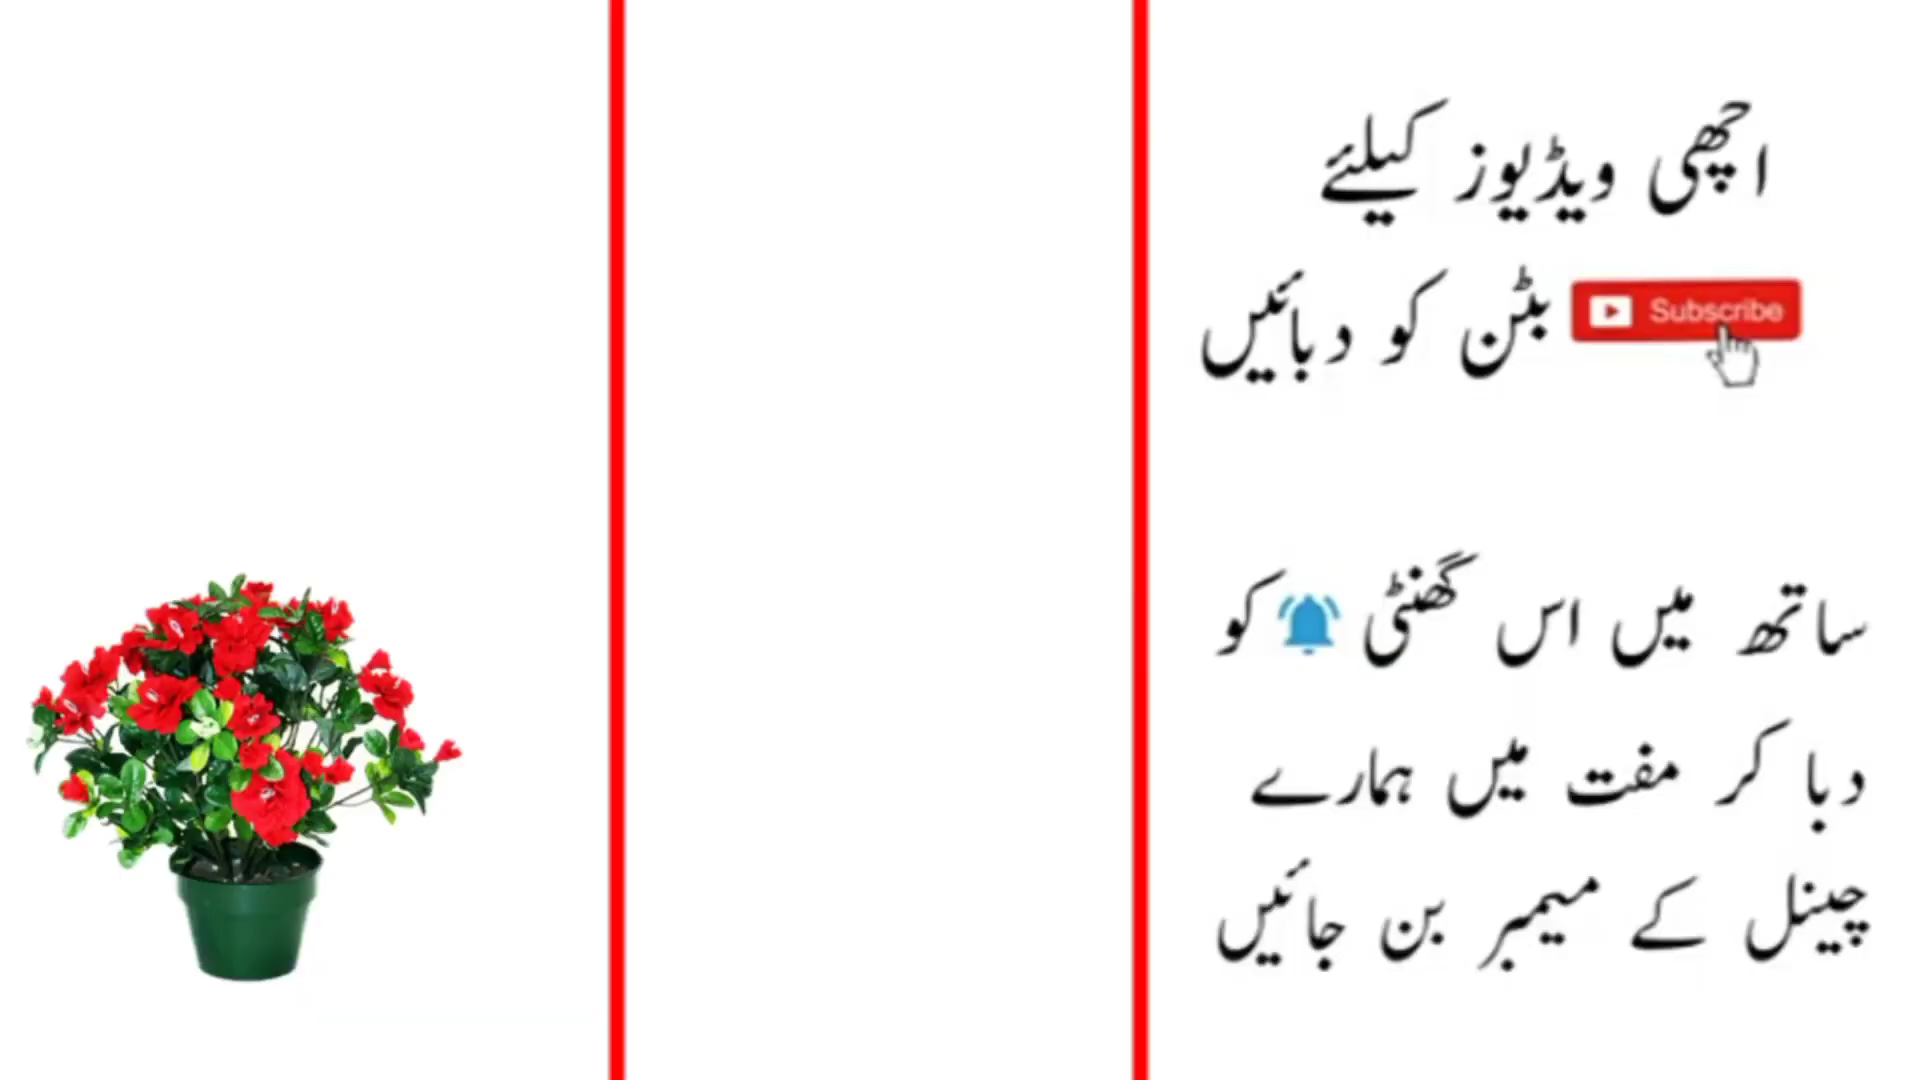 اچھی ویڈیوز کیلئے
Subscribe بٹن کو دبائیں
ساتھ میں اس گھنٹی کو
دبا کر مفت میں ہمارے
چینل کے میمبر بن جائیں